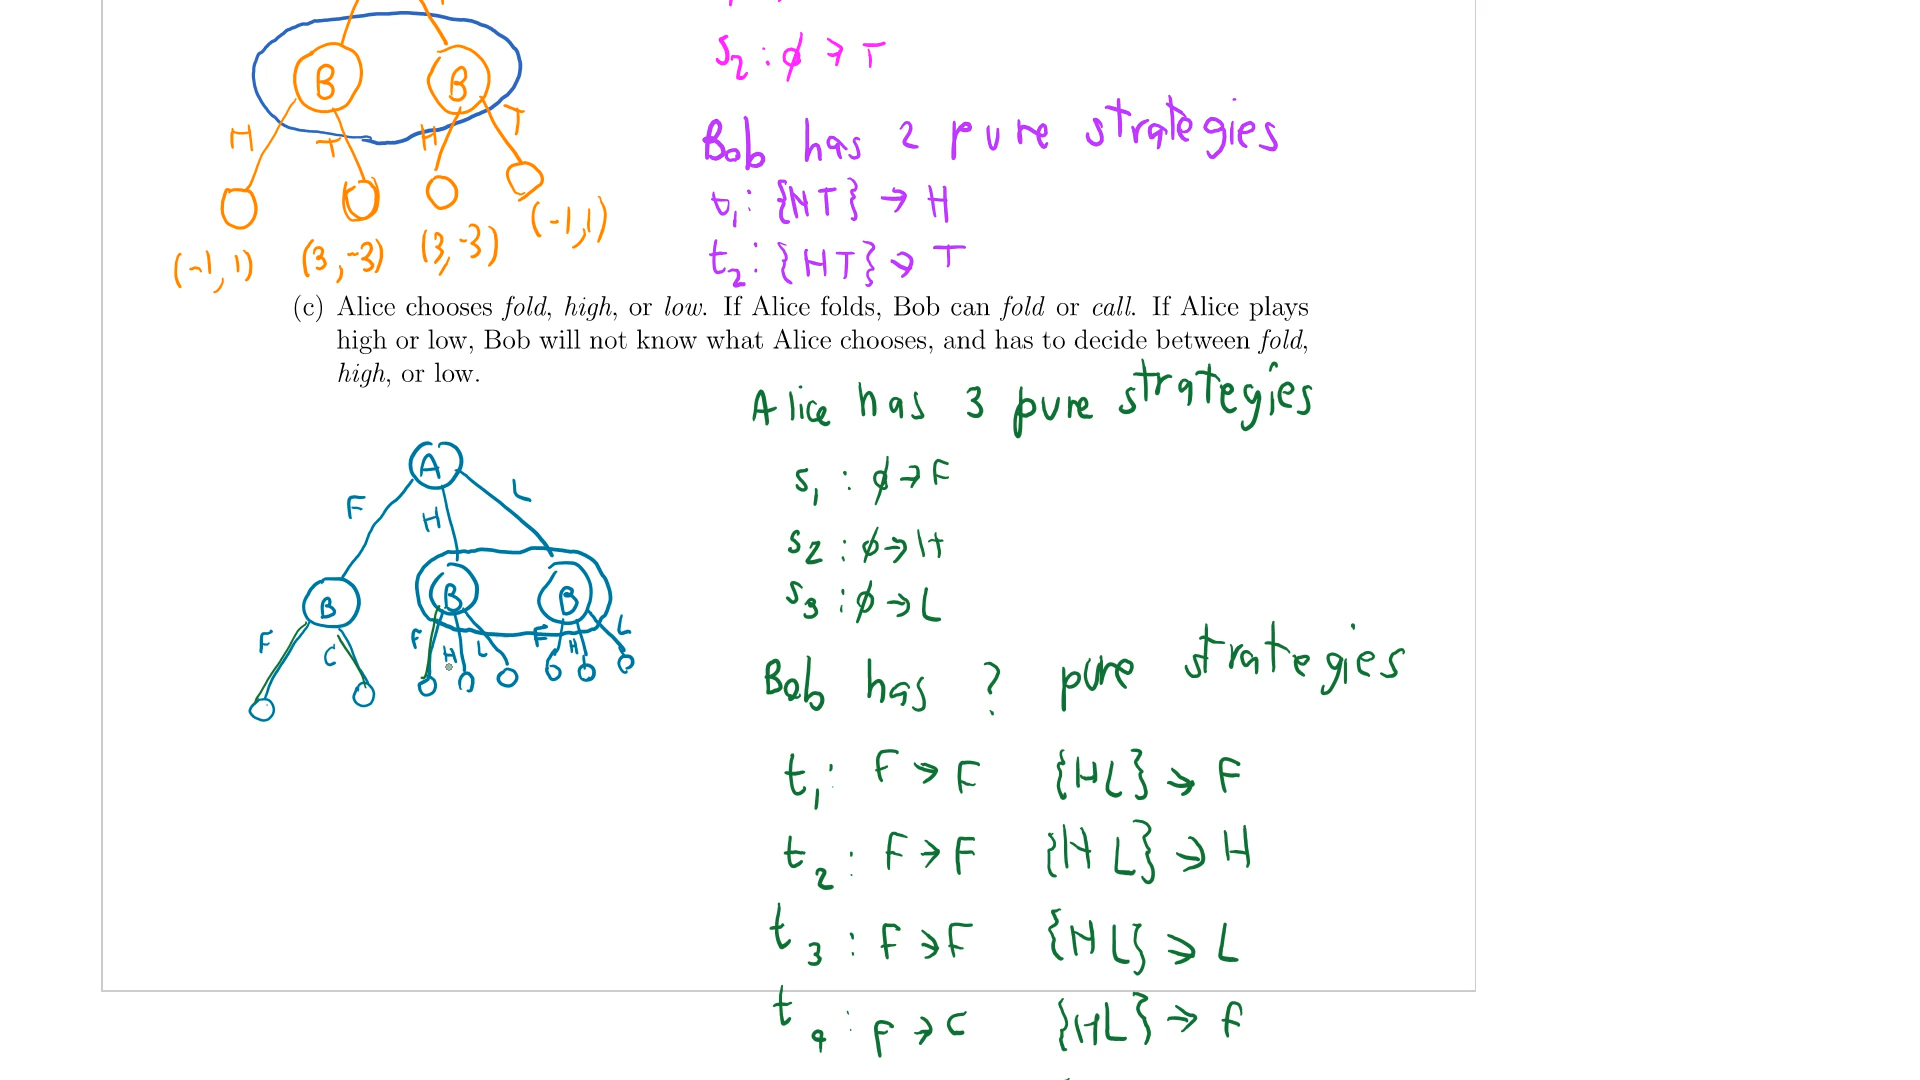 S2 : ϕ → T
B B
H T H T
Bob has 2 pure strategies
t1: {HT} → H
t2: {HT} → T
(-1,1) (3,-3) (3,-3) (-1,1)
(c) Alice chooses fold, high, or low. If Alice folds, Bob can fold or call. If Alice plays
high or low, Bob will not know what Alice chooses, and has to decide between fold,
high, or low.
Alice has 3 pure strategies
A
F H L
S1 : ϕ → F
S2 : ϕ → H
S3 : ϕ → L
B B B
F C F H L F H L
Bob has ? pure strategies
t1: F → F {HL} → F
t2 : F → F {HL} → H
t3 : F → F {HL} → L
t4 : F → C {HL} → F